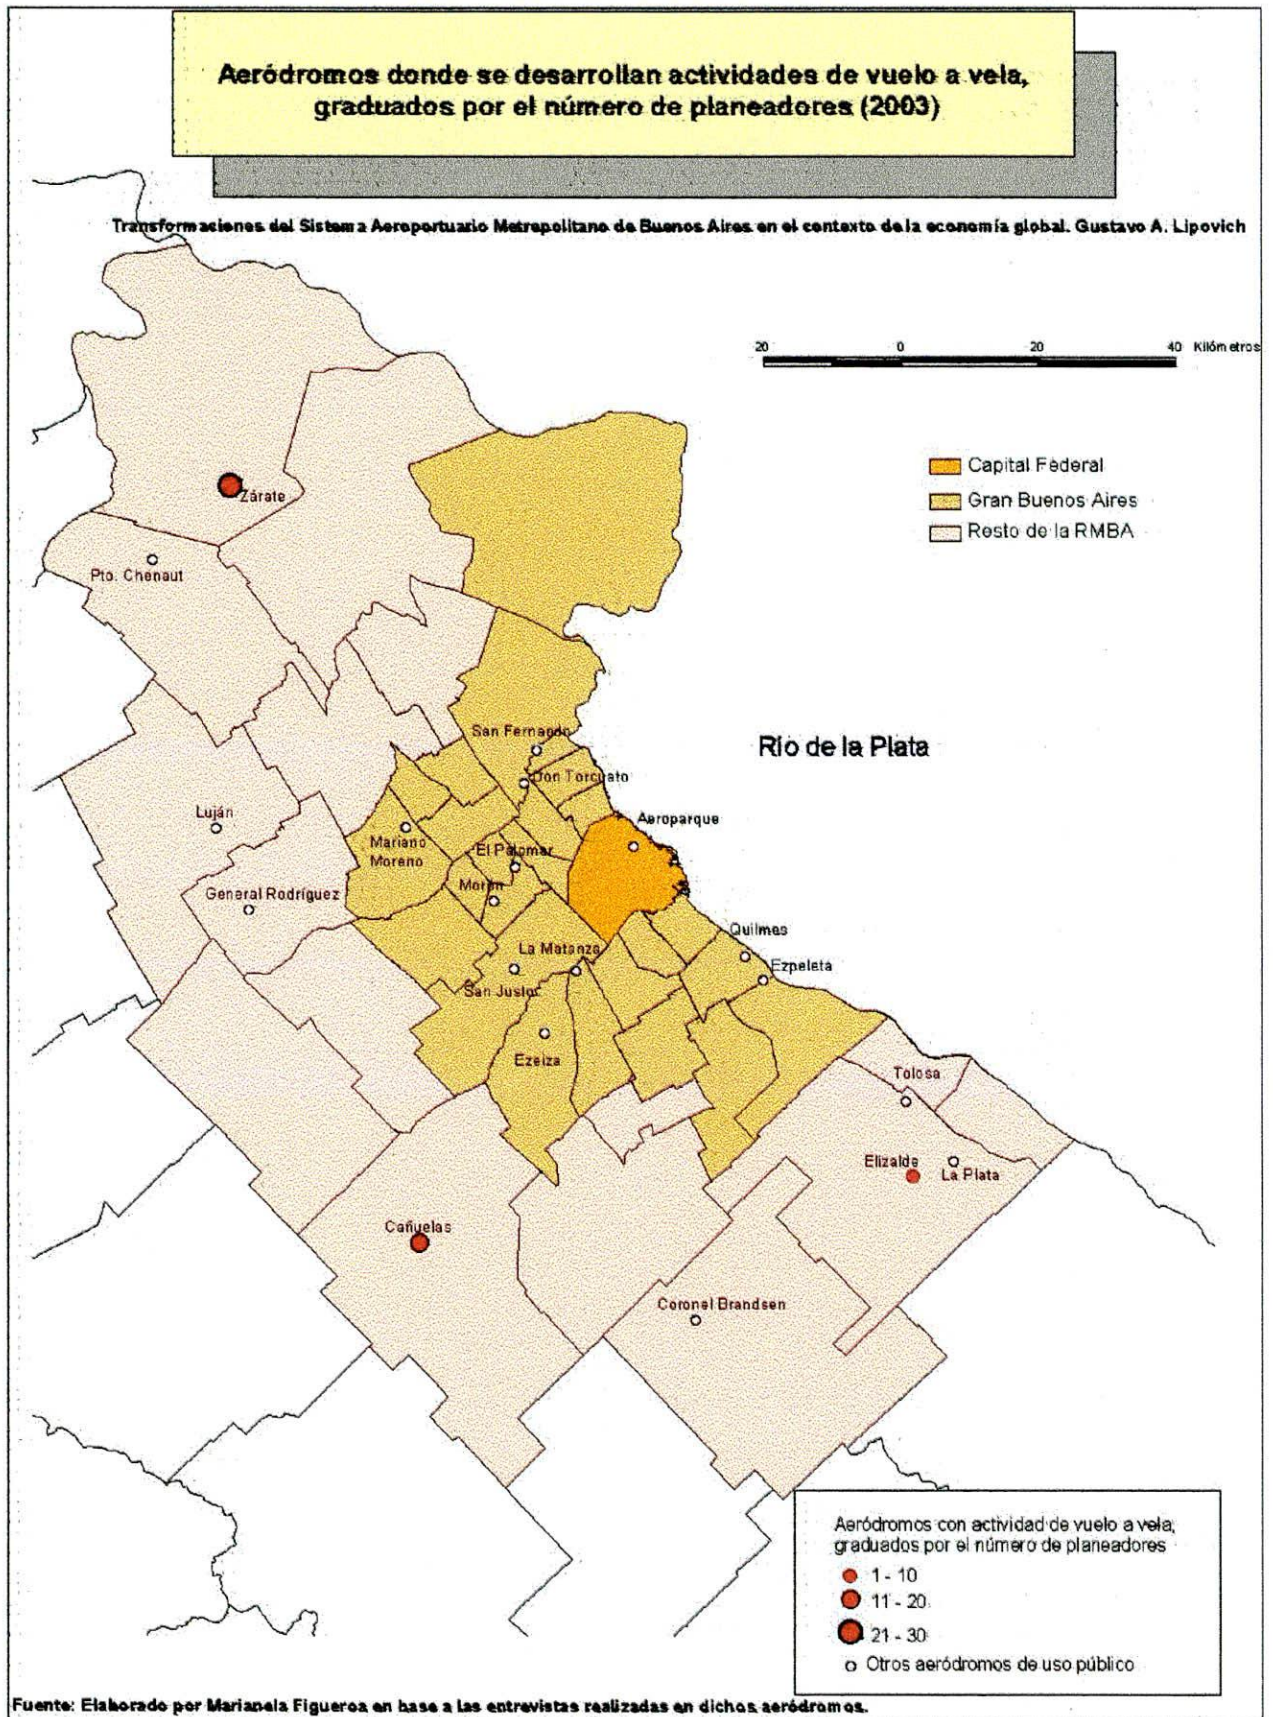 Aeródromos donde se desarrollan actividades de vuelo a vela,
graduados por el número de planeadores (2003)
Transformaciones del Sistema Aeroportuario Metropolitano de Buenos Aires en el contexto de la economía global. Gustavo A. Lipovich
20 0 20 40 Kilómetros
Capital Federal
Gran Buenos Aires
Resto de la RMBA
Zárate
Pto. Chenaut
San Fernando
Río de la Plata
Don Torcuato
Luján
Aeroparque
Mariano
Moreno
El Palomar
Morón
General Rodríguez
Quilmes
La Matanza
Ezpeleta
San Justo
Ezeiza
Tolosa
Elizalde
La Plata
Cañuelas
Coronel Brandsen
Aeródromos con actividad de vuelo a vela,
graduados por el número de planeadores
1 - 10
11 - 20
21 - 30
Otros aeródromos de uso público
Fuente: Elaborado por Marianela Figueroa en base a las entrevistas realizadas en dichos aeródromos.